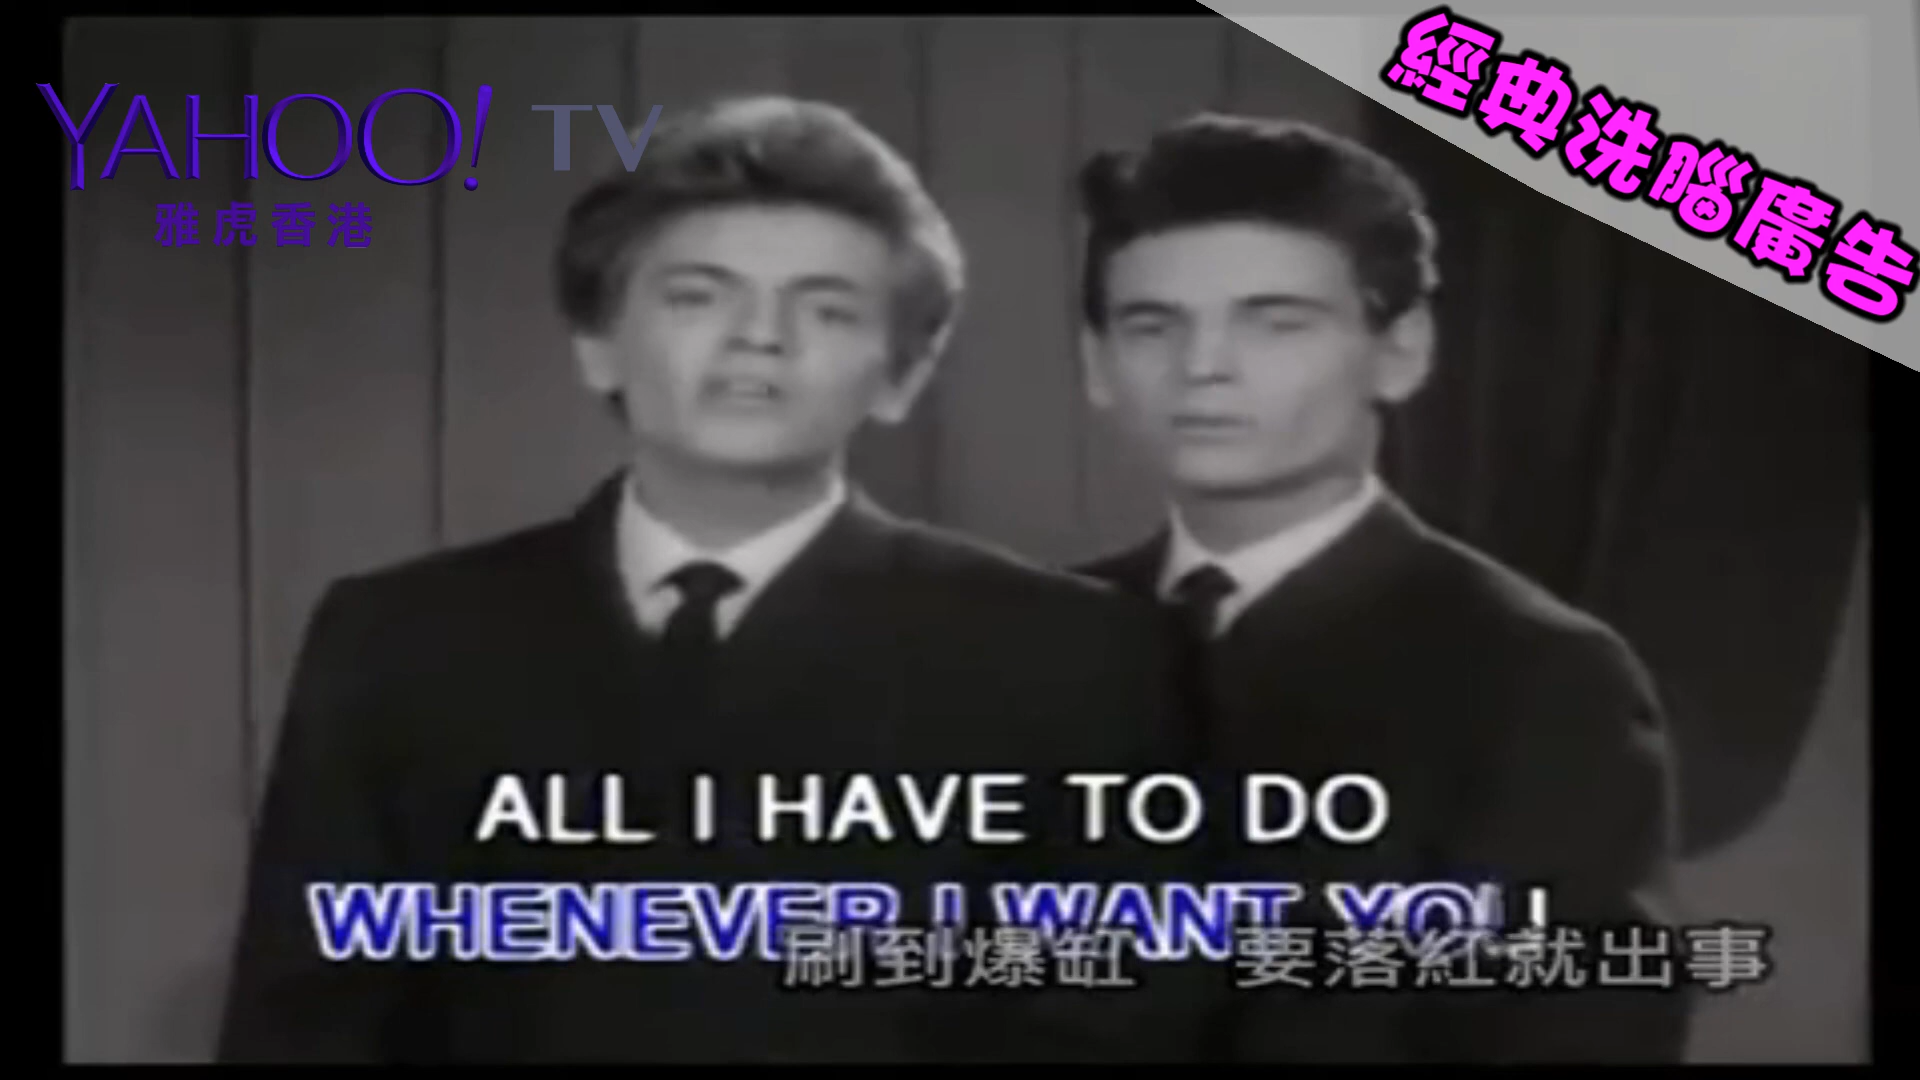 YAHOO! TV
雅虎香港
經典洗腦廣告
ALL I HAVE TO DO
WHENEVER I WANT YOU
刷到爆缸 要落紅就出事